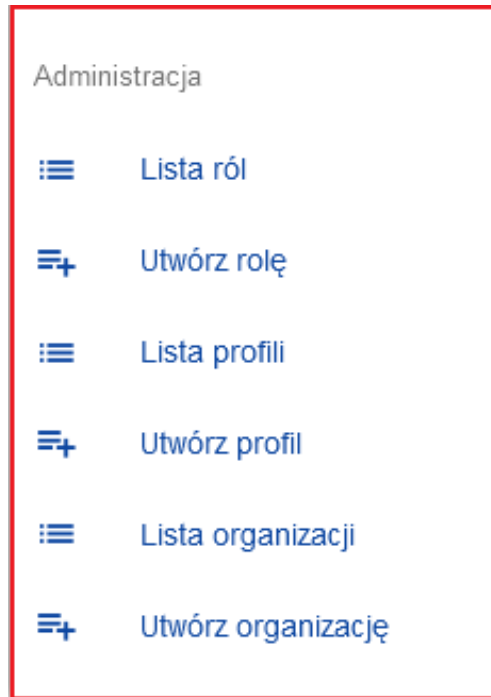 Administracja
Lista ról
Utwórz rolę
Lista profili
Utwórz profil
Lista organizacji
Utwórz organizację